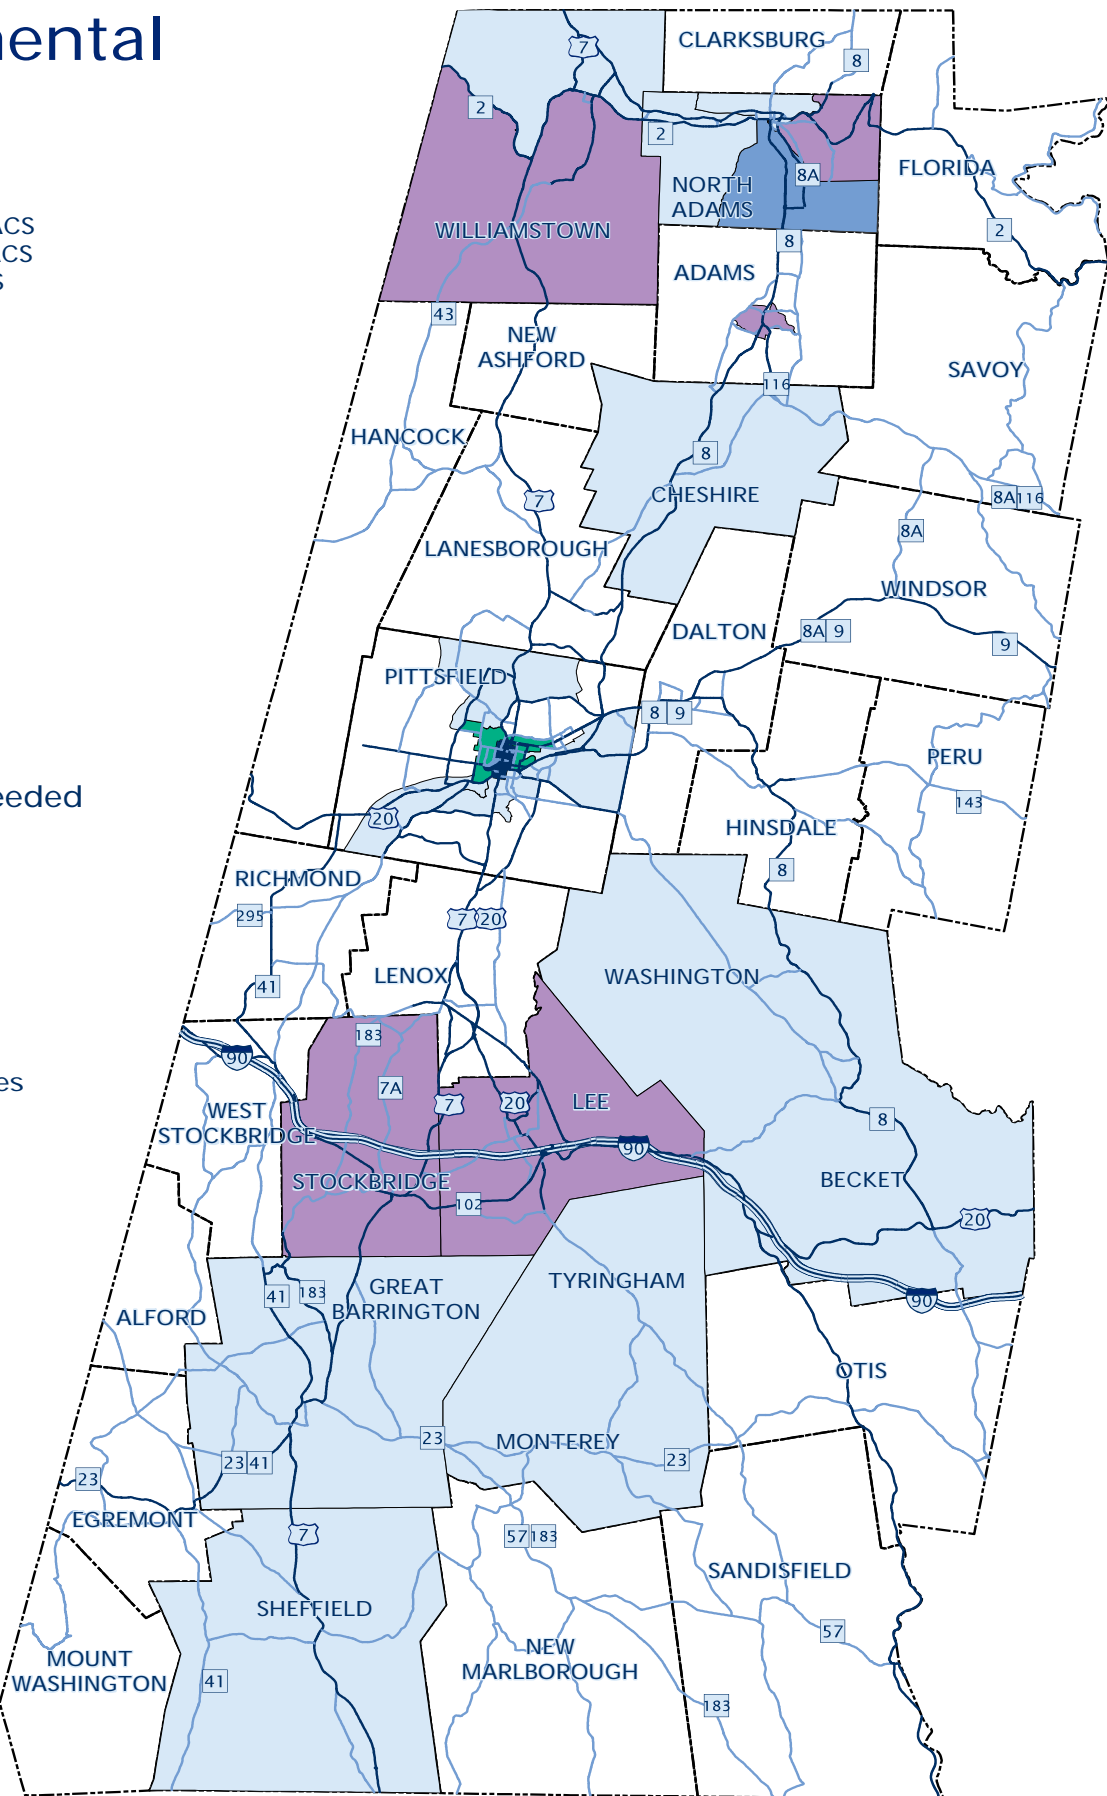 nental
ACS
ACS
S
eeded
es
CLARKSBURG
7
8
2
2
8A
FLORIDA
NORTH
ADAMS
WILLIAMSTOWN
2
8
ADAMS
43
NEW
ASHFORD
SAVOY
116
HANCOCK
8
CHESHIRE
8A 116
7
8A
LANESBOROUGH
WINDSOR
DALTON
8A 9
9
PITTSFIELD
8 9
PERU
143
20
HINSDALE
8
RICHMOND
295
7 20
LENOX
WASHINGTON
41
183
90
7A
7
20
LEE
WEST
STOCKBRIDGE
8
90
STOCKBRIDGE
BECKET
102
20
TYRINGHAM
GREAT
BARRINGTON
41
183
90
ALFORD
OTIS
23
MONTEREY
23 41
23
23
EGREMONT
7
57 183
SANDISFIELD
SHEFFIELD
57
NEW
MARLBOROUGH
MOUNT
WASHINGTON
41
183